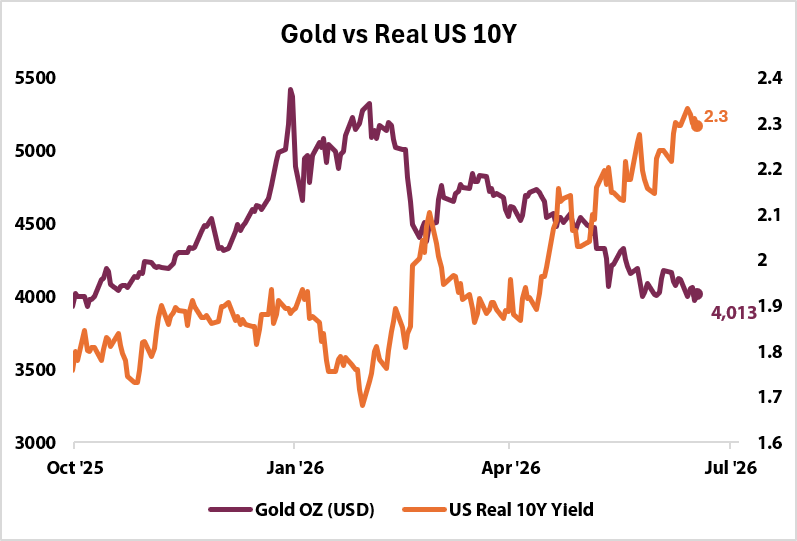 Gold vs Real US 10Y
5500
5000
4500
4000
3500
3000
2.4
2.3
2.2
2.1
2
1.9
1.8
1.7
1.6
2.3
4,013
Oct '25
Jan '26
Apr '26
Jul '26
Gold OZ (USD)
US Real 10Y Yield